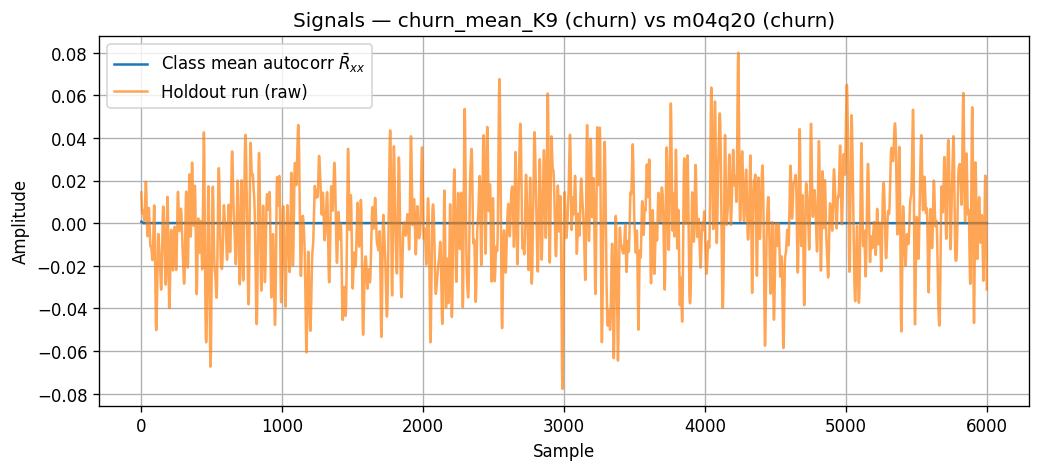 Signals — churn_mean_K9 (churn) vs m04q20 (churn)
Class mean autocorr R̄xx
Holdout run (raw)
Amplitude
0.08
0.06
0.04
0.02
0.00
−0.02
−0.04
−0.06
−0.08
0 1000 2000 3000 4000 5000 6000
Sample